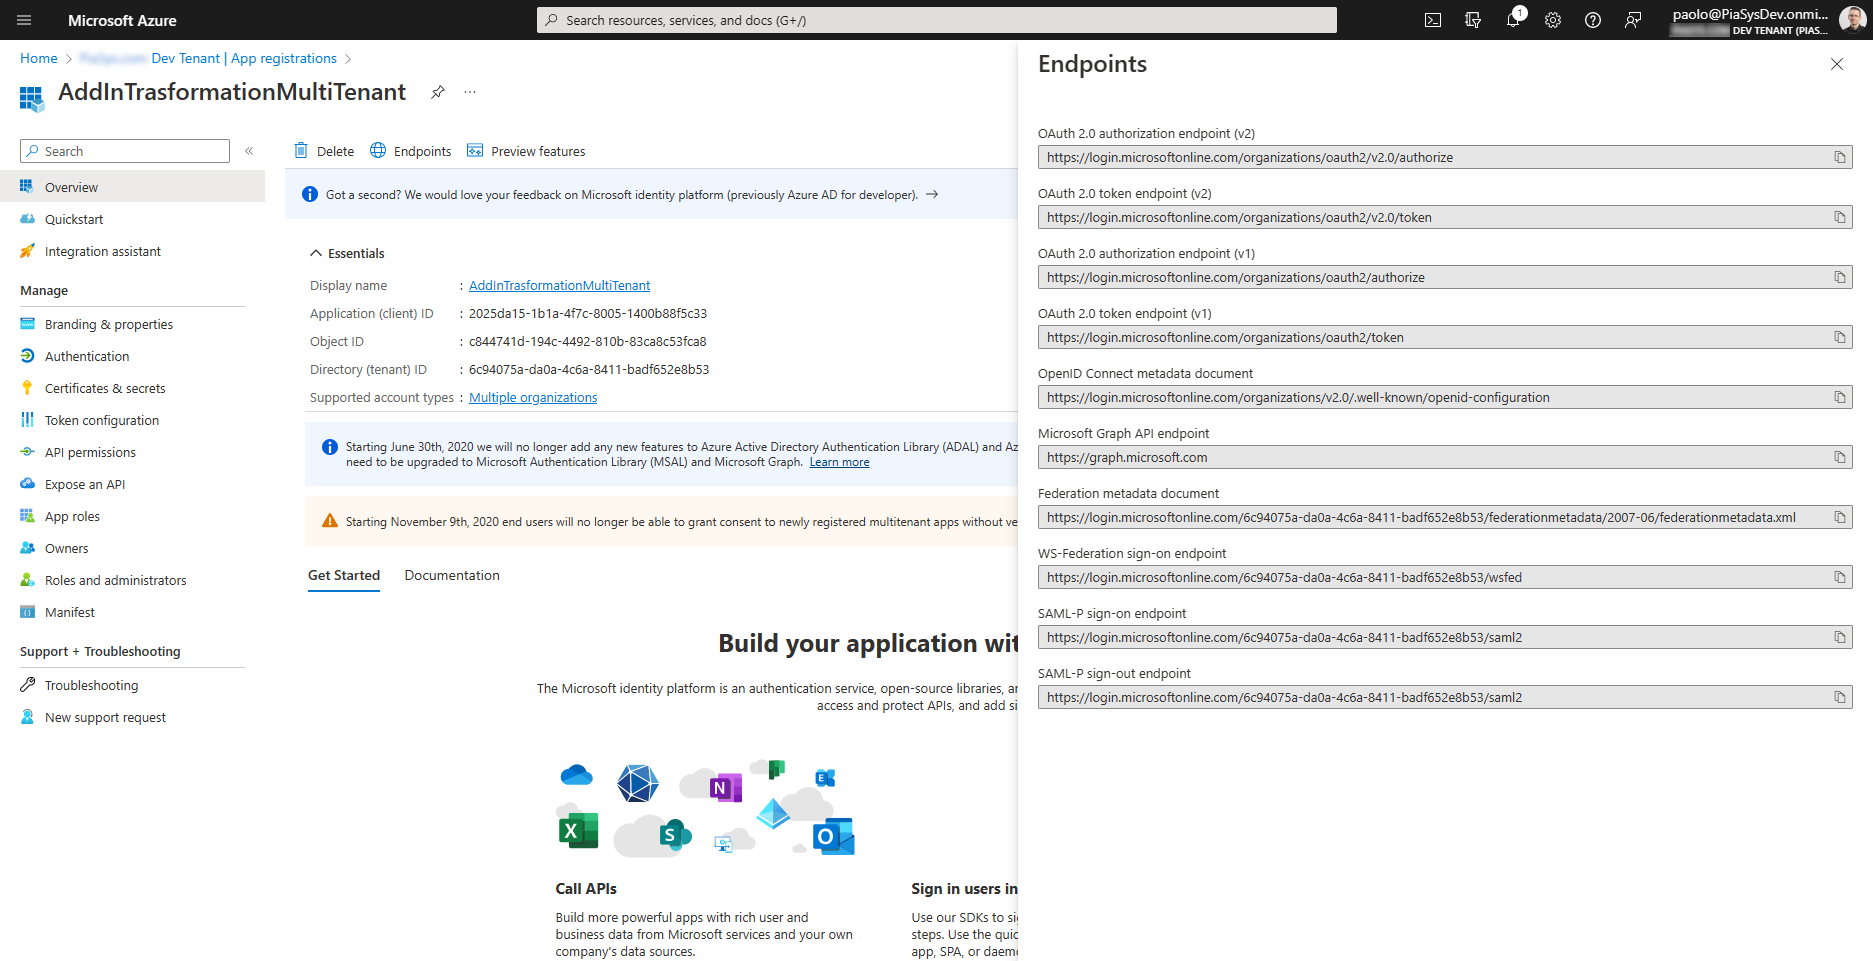 Microsoft Azure
Search resources, services, and docs (G+/)
1
paolo@PiaSysDev.onmi...
DEV TENANT (PIAS...
Home
Dev Tenant | App registrations
AddInTrasformationMultiTenant
Search
Overview
Quickstart
Integration assistant
Manage
Branding & properties
Authentication
Certificates & secrets
Token configuration
API permissions
Expose an API
App roles
Owners
Roles and administrators
Manifest
Support + Troubleshooting
Troubleshooting
New support request
Delete
Endpoints
Preview features
Got a second? We would love your feedback on Microsoft identity platform (previously Azure AD for developer).
Essentials
Display name : AddInTrasformationMultiTenant
Application (client) ID : 2025da15-1b1a-4f7c-8005-1400b88f5c33
Object ID : c844741d-194c-4492-810b-83ca8c53fca8
Directory (tenant) ID : 6c94075a-da0a-4c6a-8411-badf652e8b53
Supported account types : Multiple organizations
Starting June 30th, 2020 we will no longer add any new features to Azure Active Directory Authentication Library (ADAL) and Az
need to be upgraded to Microsoft Authentication Library (MSAL) and Microsoft Graph. Learn more
Starting November 9th, 2020 end users will no longer be able to grant consent to newly registered multitenant apps without ve
Get Started
Documentation
Build your application wit
The Microsoft identity platform is an authentication service, open-source libraries, ar
access and protect APIs, and add si
N
E
X
S
O
Call APIs
Build more powerful apps with rich user and
business data from Microsoft services and your own
company's data sources.
Sign in users in
Use our SDKs to si
steps. Use the quic
app, SPA, or daem
Endpoints
OAuth 2.0 authorization endpoint (v2)
https://login.microsoftonline.com/organizations/oauth2/v2.0/authorize
OAuth 2.0 token endpoint (v2)
https://login.microsoftonline.com/organizations/oauth2/v2.0/token
OAuth 2.0 authorization endpoint (v1)
https://login.microsoftonline.com/organizations/oauth2/authorize
OAuth 2.0 token endpoint (v1)
https://login.microsoftonline.com/organizations/oauth2/token
OpenID Connect metadata document
https://login.microsoftonline.com/organizations/v2.0/.well-known/openid-configuration
Microsoft Graph API endpoint
https://graph.microsoft.com
Federation metadata document
https://login.microsoftonline.com/6c94075a-da0a-4c6a-8411-badf652e8b53/federationmetadata/2007-06/federationmetadata.xml
WS-Federation sign-on endpoint
https://login.microsoftonline.com/6c94075a-da0a-4c6a-8411-badf652e8b53/wsfed
SAML-P sign-on endpoint
https://login.microsoftonline.com/6c94075a-da0a-4c6a-8411-badf652e8b53/saml2
SAML-P sign-out endpoint
https://login.microsoftonline.com/6c94075a-da0a-4c6a-8411-badf652e8b53/saml2